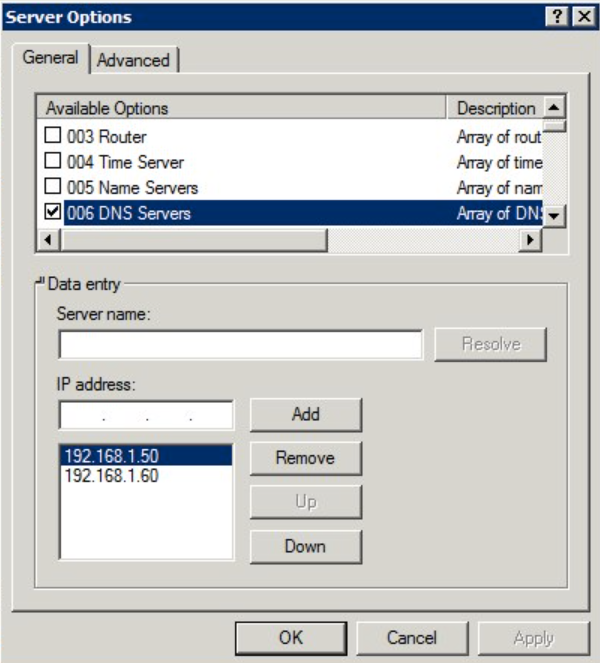 Server Options
General
Advanced
Available Options Description
003 Router Array of rout
004 Time Server Array of time
005 Name Servers Array of nam
006 DNS Servers Array of DNS
Data entry
Server name:
Resolve
IP address:
. . . Add
192.168.1.50 Remove
192.168.1.60
Up
Down
OK Cancel Apply